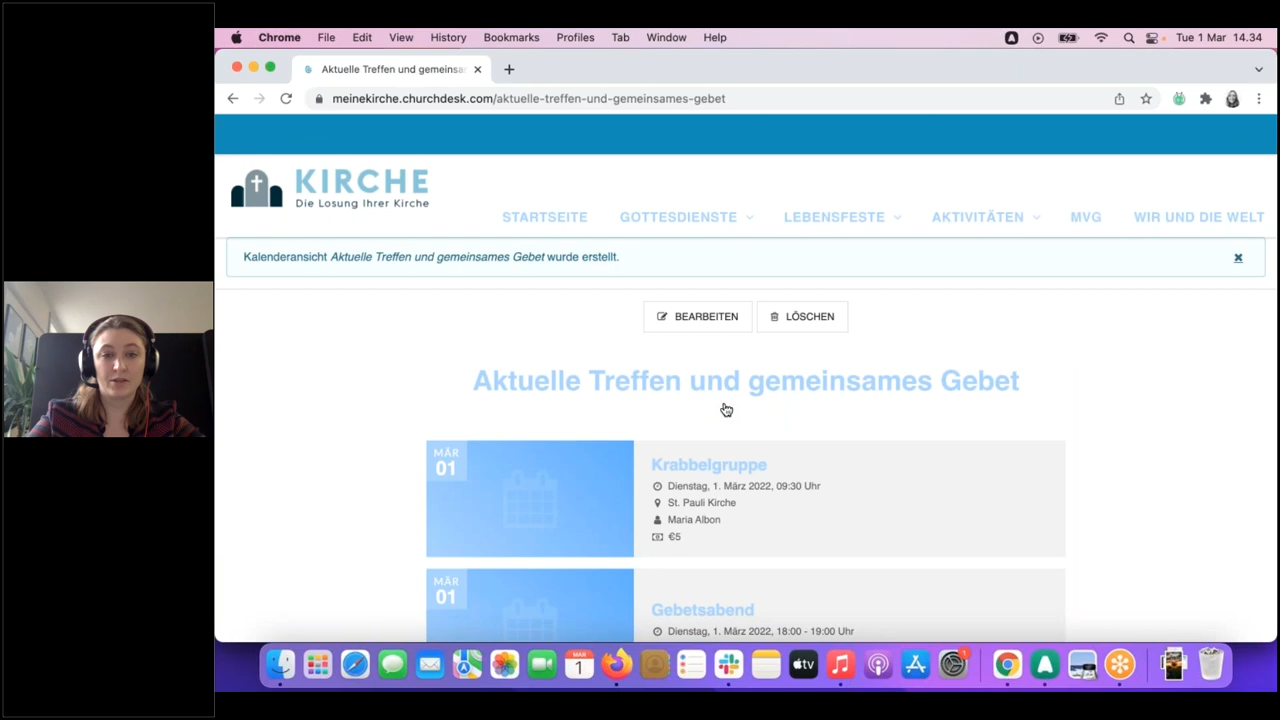 Chrome File Edit View History Bookmarks Profiles Tab Window Help Tue 1 Mar 14.34
Aktuelle Treffen und gemeinsa
meinekirche.churchdesk.com/aktuelle-treffen-und-gemeinsames-gebet
KIRCHE
Die Losung Ihrer Kirche
STARTSEITE GOTTESDIENSTE LEBENSFESTE AKTIVITÄTEN MVG WIR UND DIE WELT
Kalenderansicht Aktuelle Treffen und gemeinsames Gebet wurde erstellt.
BEARBEITEN LÖSCHEN
Aktuelle Treffen und gemeinsames Gebet
MÄR
01
Krabbelgruppe
Dienstag, 1. März 2022, 09:30 Uhr
St. Pauli Kirche
Maria Albon
€5
MÄR
01
Gebetsabend
Dienstag, 1. März 2022, 18:00 - 19:00 Uhr
MAR
1
tv
1